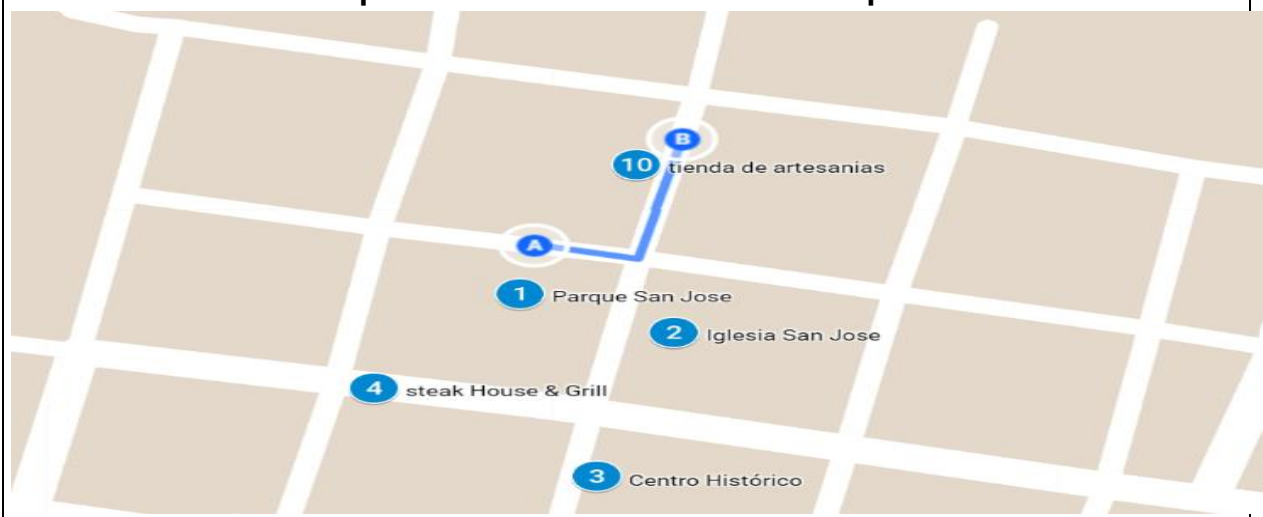 B
10 tienda de artesanias
A
1 Parque San Jose
2 Iglesia San Jose
4 steak House & Grill
3 Centro Histórico